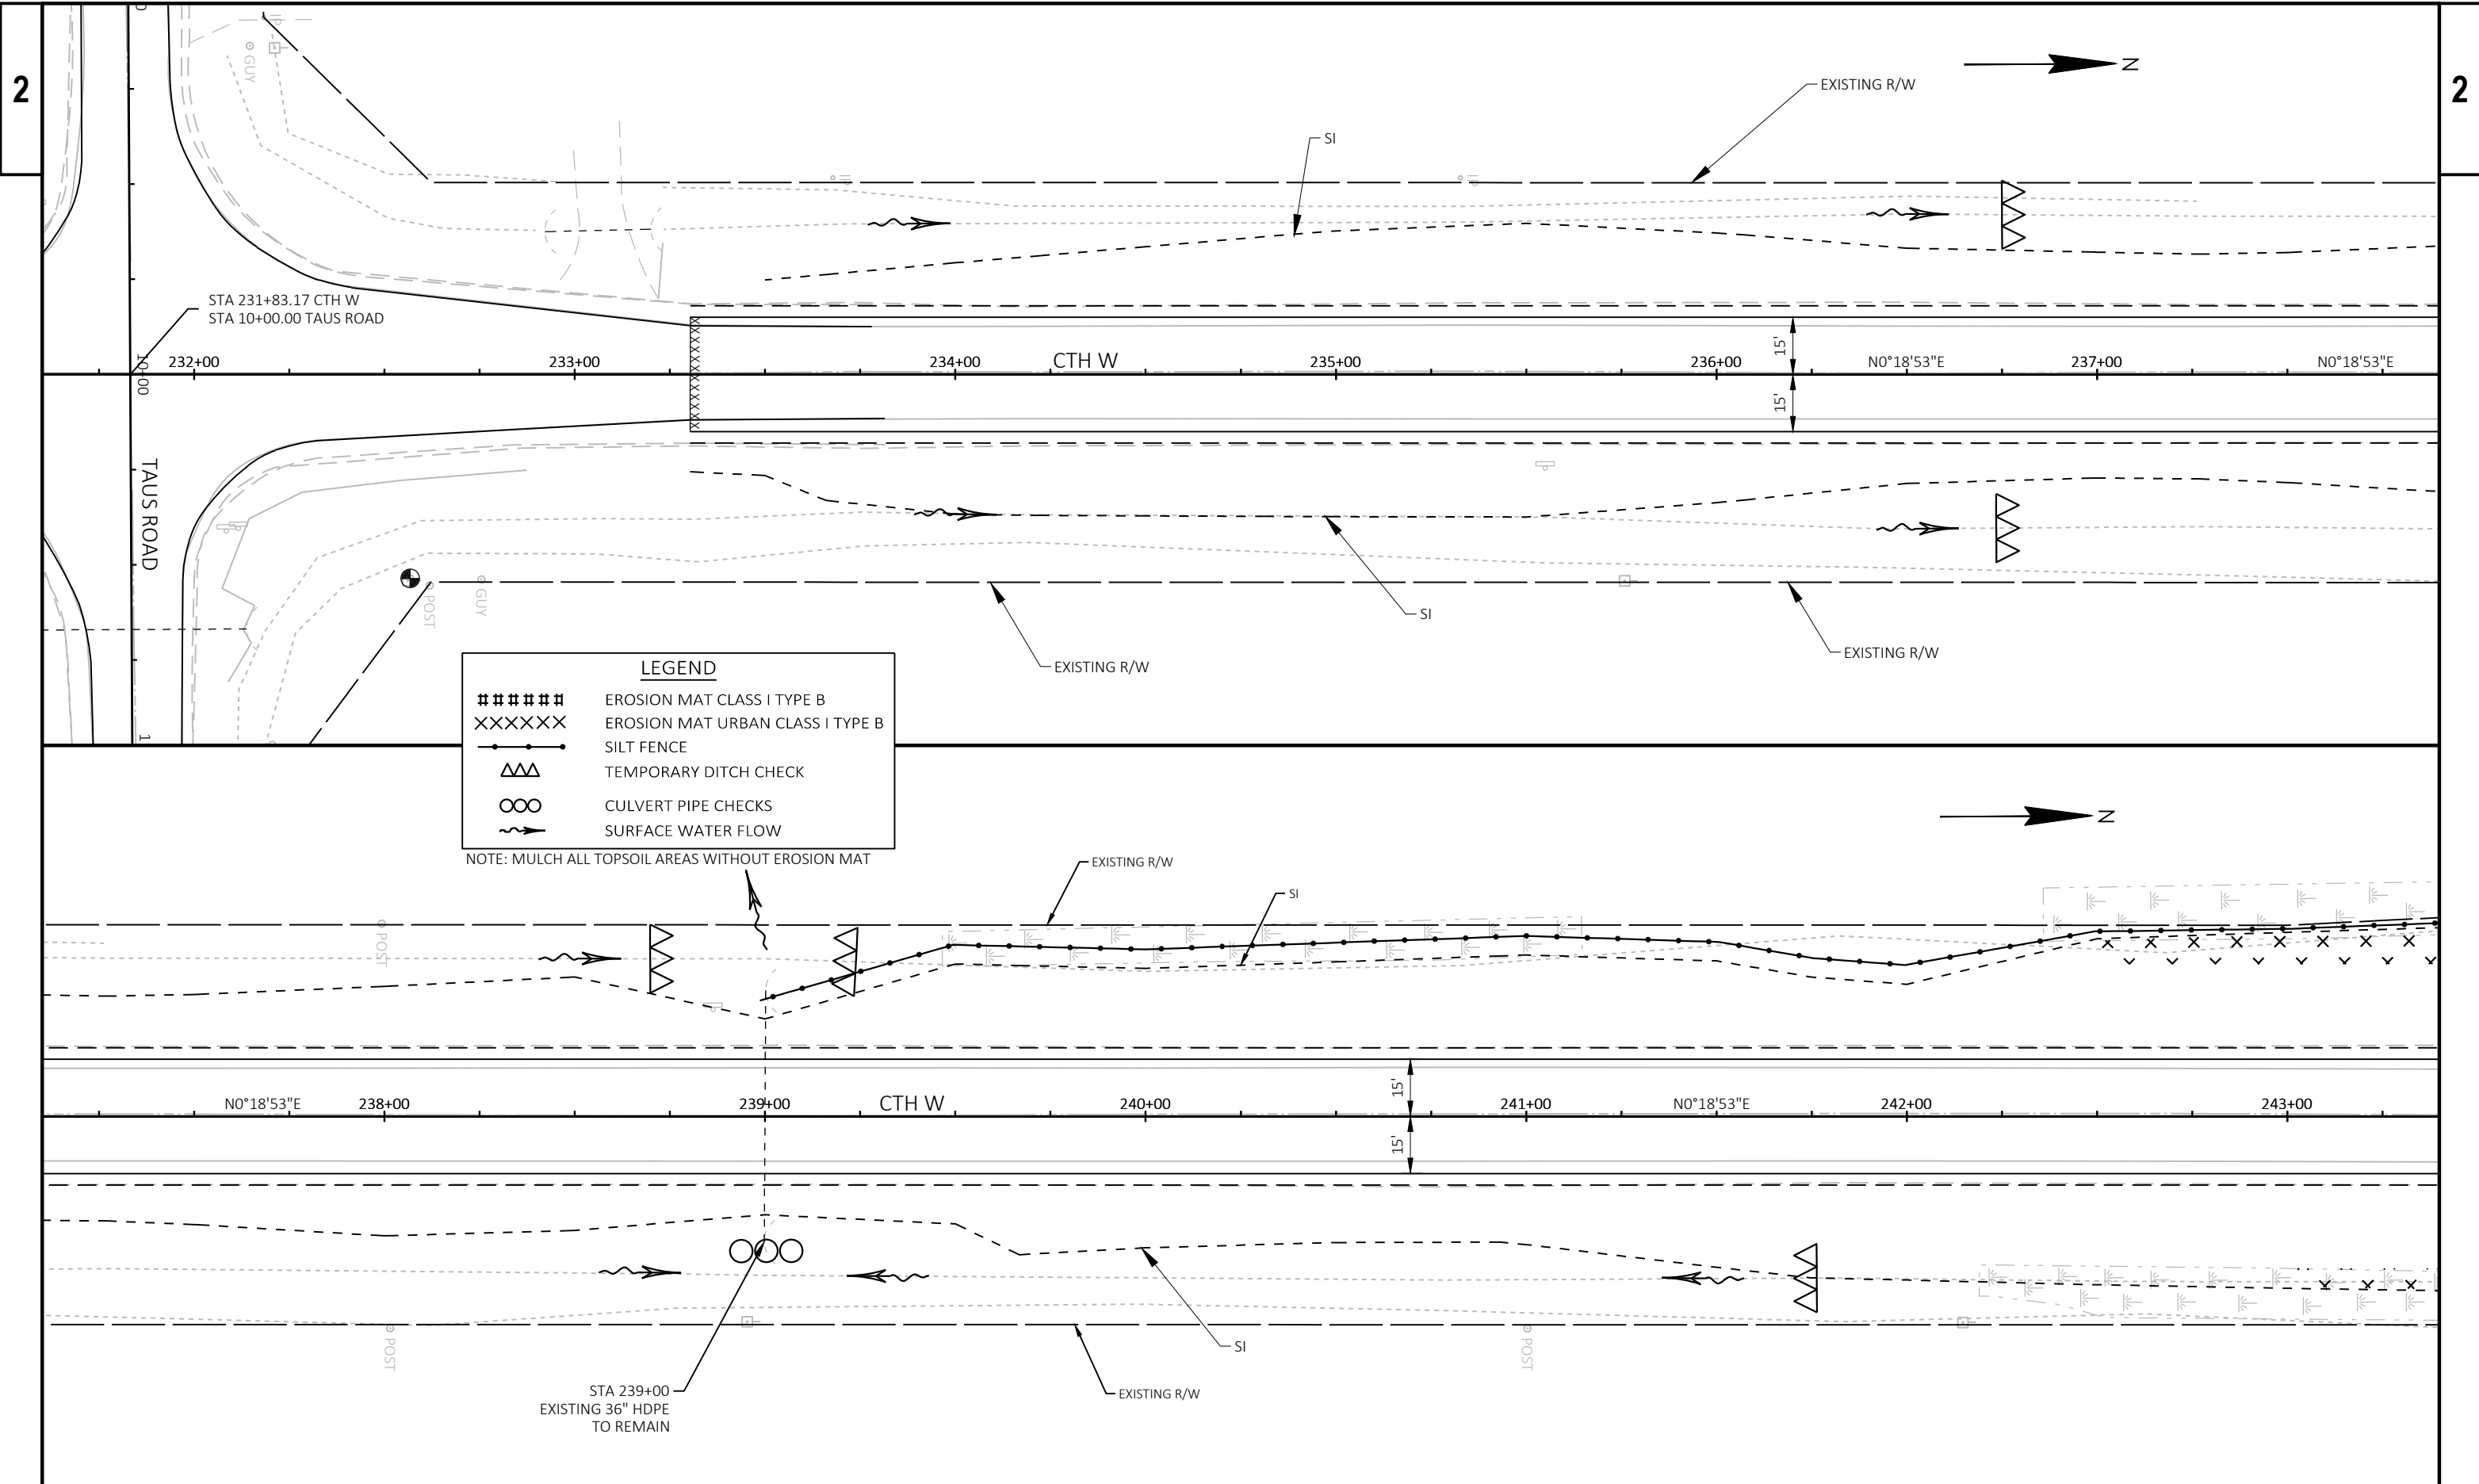 2
2
GUY
N
EXISTING R/W
SI
STA 231+83.17 CTH W
STA 10+00.00 TAUS ROAD
10+00
232+00
233+00
234+00
CTH W
235+00
236+00
N0°18'53"E
237+00
N0°18'53"E
15'
15'
TAUS ROAD
POST
GUY
SI
EXISTING R/W
EXISTING R/W
1
LEGEND
EROSION MAT CLASS I TYPE B
EROSION MAT URBAN CLASS I TYPE B
SILT FENCE
TEMPORARY DITCH CHECK
CULVERT PIPE CHECKS
SURFACE WATER FLOW
NOTE: MULCH ALL TOPSOIL AREAS WITHOUT EROSION MAT
N
EXISTING R/W
SI
POST
N0°18'53"E
238+00
239+00
CTH W
240+00
241+00
N0°18'53"E
242+00
243+00
15'
15'
POST
POST
SI
EXISTING R/W
STA 239+00
EXISTING 36" HDPE
TO REMAIN